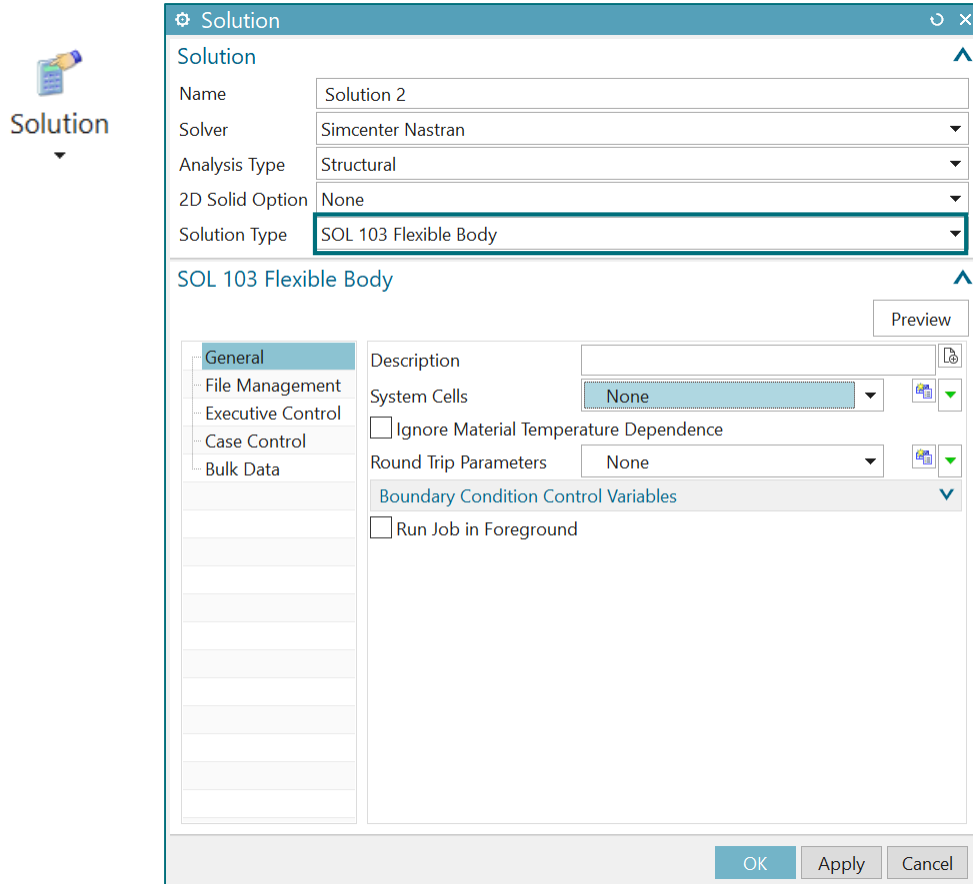 Solution
Solution
Solution
Name Solution 2
Solver Simcenter Nastran
Analysis Type Structural
2D Solid Option None
Solution Type SOL 103 Flexible Body
SOL 103 Flexible Body
Preview
General
File Management
Executive Control
Case Control
Bulk Data
Description
System Cells None
Ignore Material Temperature Dependence
Round Trip Parameters None
Boundary Condition Control Variables
Run Job in Foreground
OK Apply Cancel